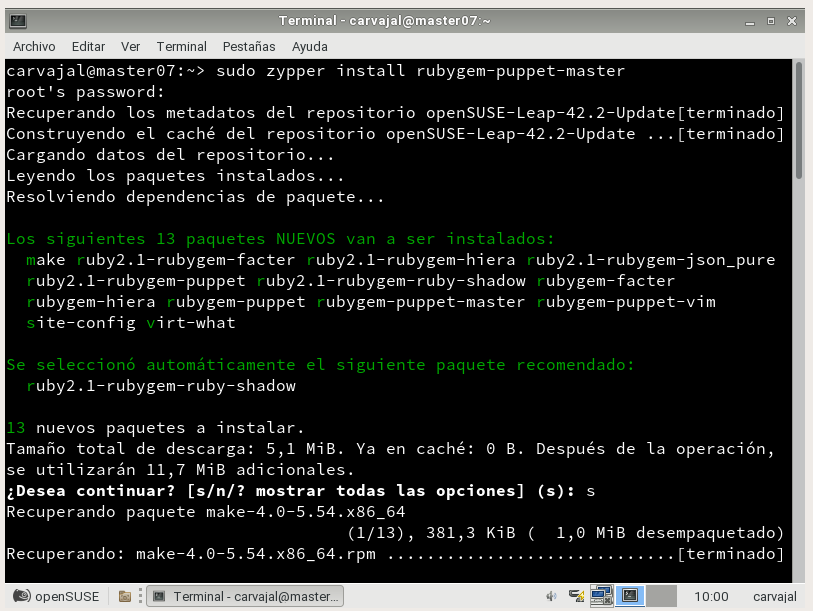 Terminal - carvajal@master07:~
Archivo Editar Ver Terminal Pestañas Ayuda
carvajal@master07:~> sudo zypper install rubygem-puppet-master
root's password:
Recuperando los metadatos del repositorio openSUSE-Leap-42.2-Update[terminado]
Construyendo el caché del repositorio openSUSE-Leap-42.2-Update ...[terminado]
Cargando datos del repositorio...
Leyendo los paquetes instalados...
Resolviendo dependencias de paquete...
Los siguientes 13 paquetes NUEVOS van a ser instalados:
make ruby2.1-rubygem-facter ruby2.1-rubygem-hiera ruby2.1-rubygem-json_pure
ruby2.1-rubygem-puppet ruby2.1-rubygem-ruby-shadow rubygem-facter
rubygem-hiera rubygem-puppet rubygem-puppet-master rubygem-puppet-vim
site-config virt-what
Se seleccionó automáticamente el siguiente paquete recomendado:
ruby2.1-rubygem-ruby-shadow
13 nuevos paquetes a instalar.
Tamaño total de descarga: 5,1 MiB. Ya en caché: 0 B. Después de la operación,
se utilizarán 11,7 MiB adicionales.
¿Desea continuar? [s/n/? mostrar todas las opciones] (s): s
Recuperando paquete make-4.0-5.54.x86_64
(1/13), 381,3 KiB (  1,0 MiB desempaquetado)
Recuperando: make-4.0-5.54.x86_64.rpm .............................[terminado]
openSUSE Terminal - carvajal@master... 10:00 carvajal